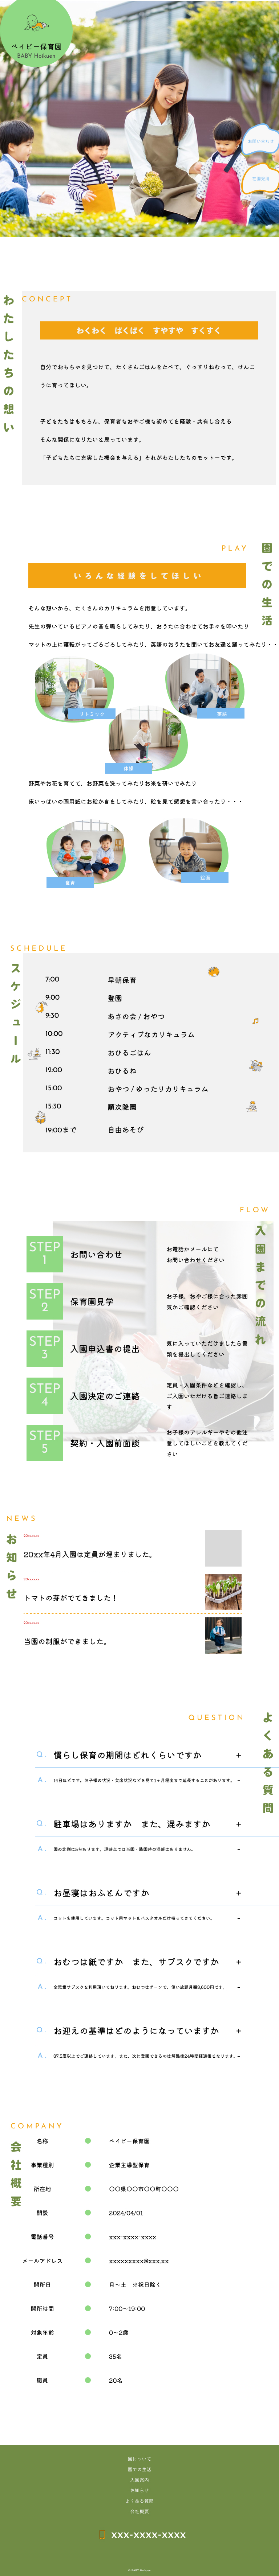 ベイビー保育園
BABY Hoikuen
お問い合わせ
わたしたちの想い
CONCEPT
わくわく ぱくぱく すやすや すくすく
自分でおもちゃを見つけて、たくさんごはんをたべて、ぐっすりねむって、けんこ
うに育ってほしい。
子どもたちはもちろん、保育者もおやご様も初めてを経験・共有し合える
そんな関係になりたいと思っています。
「子どもたちに充実した機会を与える」それがわたしたちのモットーです。
PLAY
園での生活
いろんな経験をしてほしい
そんな想いから、たくさんのカリキュラムを用意しています。
先生の弾いているピアノの音を鳴らしてみたり、おうたに合わせてお手々を叩いたり
マットの上に寝転がってごろごろしてみたり、英語のおうたを聞いてお友達と踊ってみたり・・
リトミック
英語
体操
野菜やお花を育てて、お野菜を洗ってみたりお米を研いでみたり
床いっぱいの画用紙にお絵かきをしてみたり、絵を見て感想を言い合ったり・・・
食育
絵画
SCHEDULE
スケジュール
7:00 早朝保育
9:00 登園
9:30 あさの会 / おやつ
10:00 アクティブなカリキュラム
11:30 おひるごはん
12:00 おひるね
15:00 おやつ / ゆったりカリキュラム
15:30 順次降園
19:00まで 自由あそび
FLOW
入園までの流れ
STEP
1
お問い合わせ
お電話かメールにて
お問い合わせください
STEP
2
保育園見学
お子様、おやご様に合った雰囲
気かご確認ください
STEP
3
入園申込書の提出
気に入っていただけましたら書
類を提出してください
STEP
4
入園決定のご連絡
定員・入園条件などを確認し、
ご入園いただける旨ご連絡しま
す
STEP
5
契約・入園前面談
お子様のアレルギーやその他注
意してほしいことを教えてくだ
さい
NEWS
お知らせ
20xx年4月入園は定員が埋まりました。
トマトの芽がでてきました！
当園の制服ができました。
QUESTION
よくある質問
Q. 慣らし保育の期間はどれくらいですか +
A. 14日ほどです。お子様の状況・欠席状況などを見て1ヶ月程度まで延長することがあります。 -
Q. 駐車場はありますか また、混みますか +
A. 園の北側に5台あります。現時点では当園・降園時の混雑はありません。 -
Q. お昼寝はおふとんですか +
A. コットを使用しています。コット用マットとバスタオルだけ持ってきてください。 -
Q. おむつは紙ですか また、サブスクですか +
A. 全児童サブスクを利用頂いております。おむつはゲーンで、使い放題月額3,600円です。 -
Q. お迎えの基準はどのようになっていますか +
A. 37.5度以上でご連絡しています。また、次に登園できるのは解熱後24時間経過後となります。 -
COMPANY
会社概要
名称 ベイビー保育園
事業種別 企業主導型保育
所在地 〇〇県〇〇市〇〇町〇〇〇
開設 2024/04/01
電話番号 xxx-xxxx-xxxx
メールアドレス xxxxxxxxx@xxx.xx
開所日 月～土 ※祝日除く
開所時間 7:00～19:00
対象年齢 0～2歳
定員 35名
職員 20名
園について
園での生活
入園案内
お知らせ
よくある質問
会社概要
xxx-xxxx-xxxx
© BABY Hoikuen